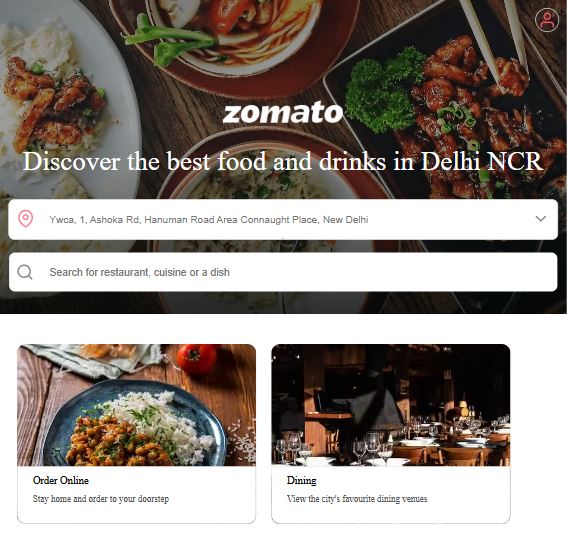 zomato
Discover the best food and drinks in Delhi NCR
Ywca, 1, Ashoka Rd, Hanuman Road Area Connaught Place, New Delhi
Search for restaurant, cuisine or a dish
Order Online
Stay home and order to your doorstep
Dining
View the city's favourite dining venues